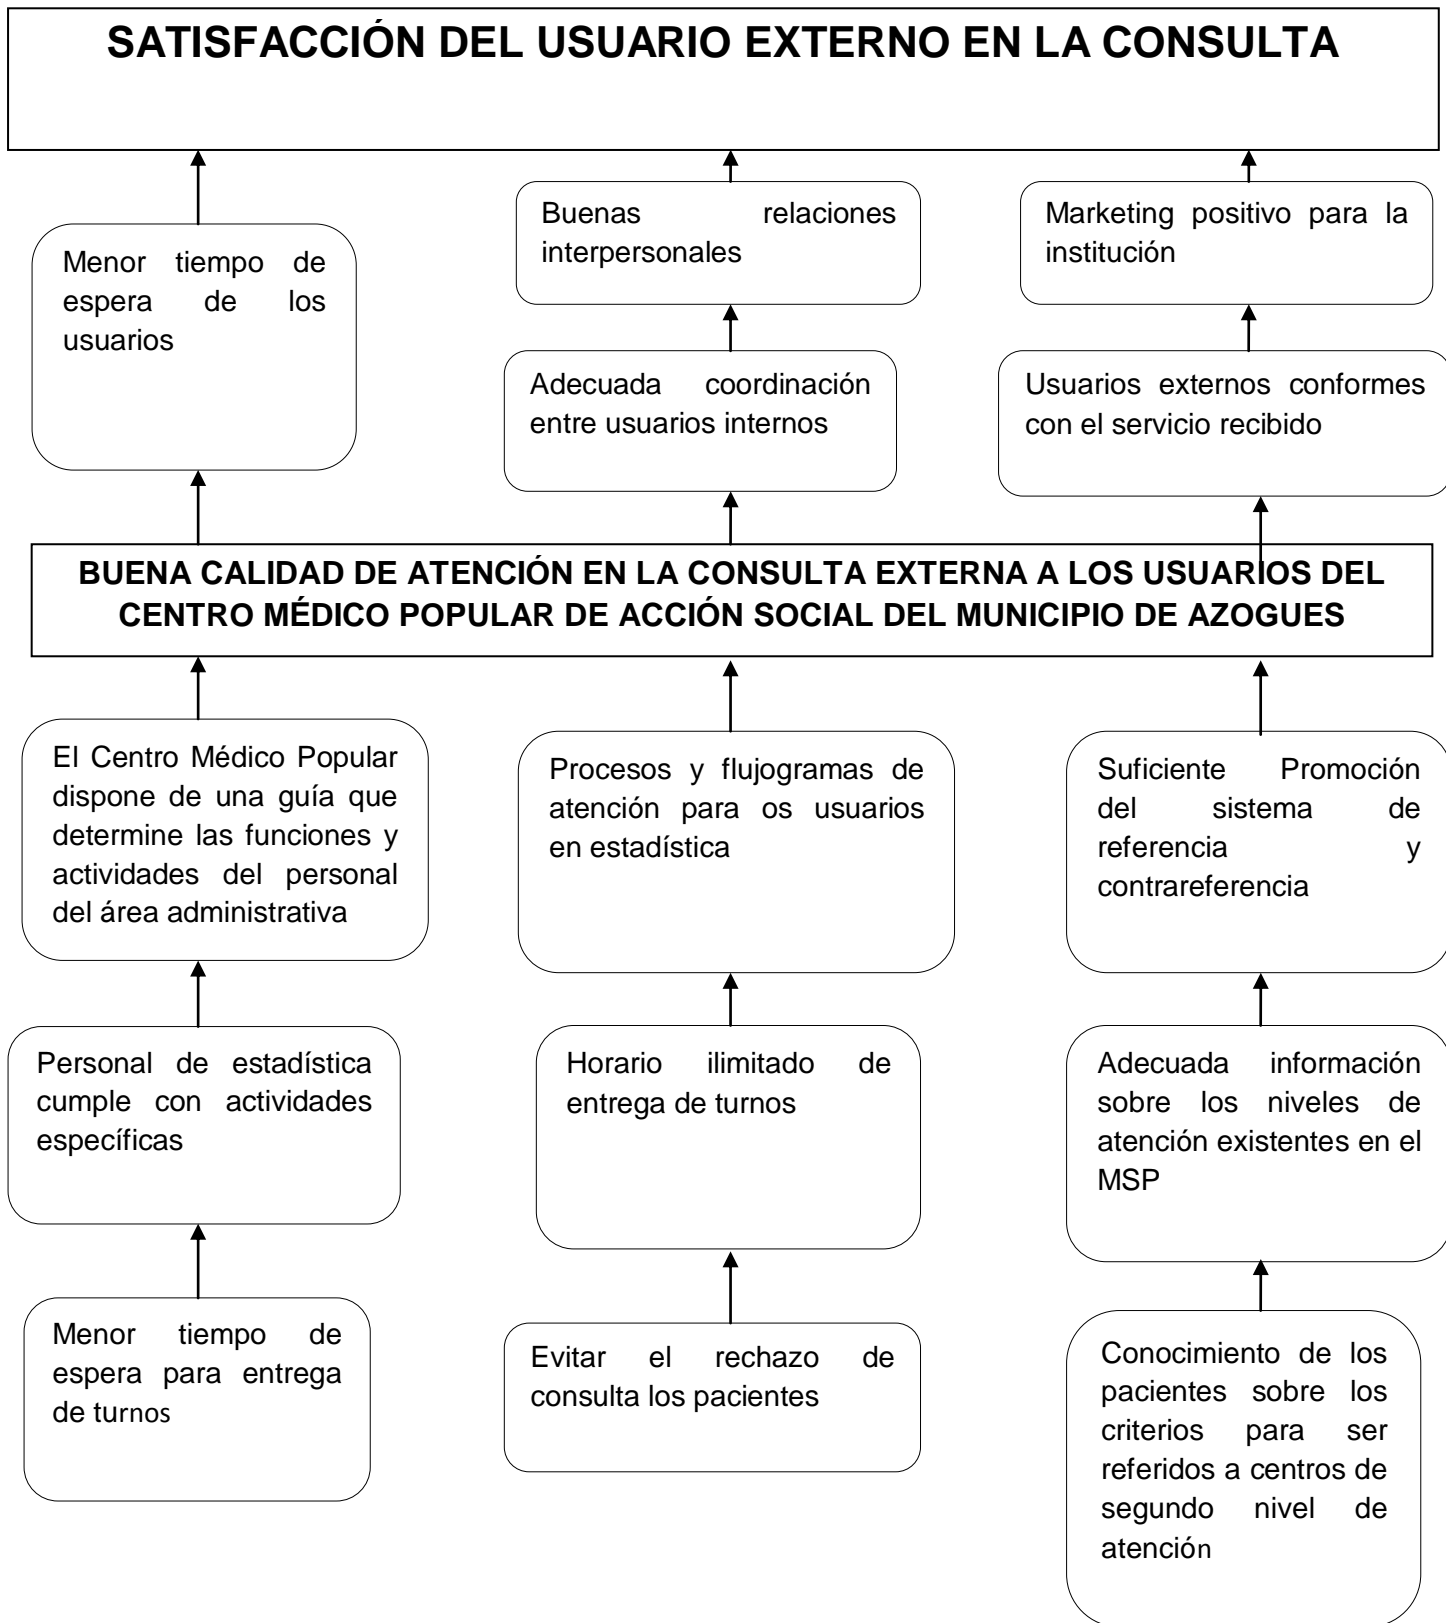 SATISFACCIÓN DEL USUARIO EXTERNO EN LA CONSULTA
Menor tiempo de
espera de los
usuarios
Buenas relaciones
interpersonales
Marketing positivo para la
institución
Adecuada coordinación
entre usuarios internos
Usuarios externos conformes
con el servicio recibido
BUENA CALIDAD DE ATENCIÓN EN LA CONSULTA EXTERNA A LOS USUARIOS DEL
CENTRO MÉDICO POPULAR DE ACCIÓN SOCIAL DEL MUNICIPIO DE AZOGUES
El Centro Médico Popular
dispone de una guía que
determine las funciones y
actividades del personal
del área administrativa
Procesos y flujogramas de
atención para os usuarios
en estadística
Suficiente Promoción
del sistema de
referencia y
contrareferencia
Personal de estadística
cumple con actividades
específicas
Horario ilimitado de
entrega de turnos
Adecuada información
sobre los niveles de
atención existentes en el
MSP
Menor tiempo de
espera para entrega
de turnos
Evitar el rechazo de
consulta los pacientes
Conocimiento de los
pacientes sobre los
criterios para ser
referidos a centros de
segundo nivel de
atención